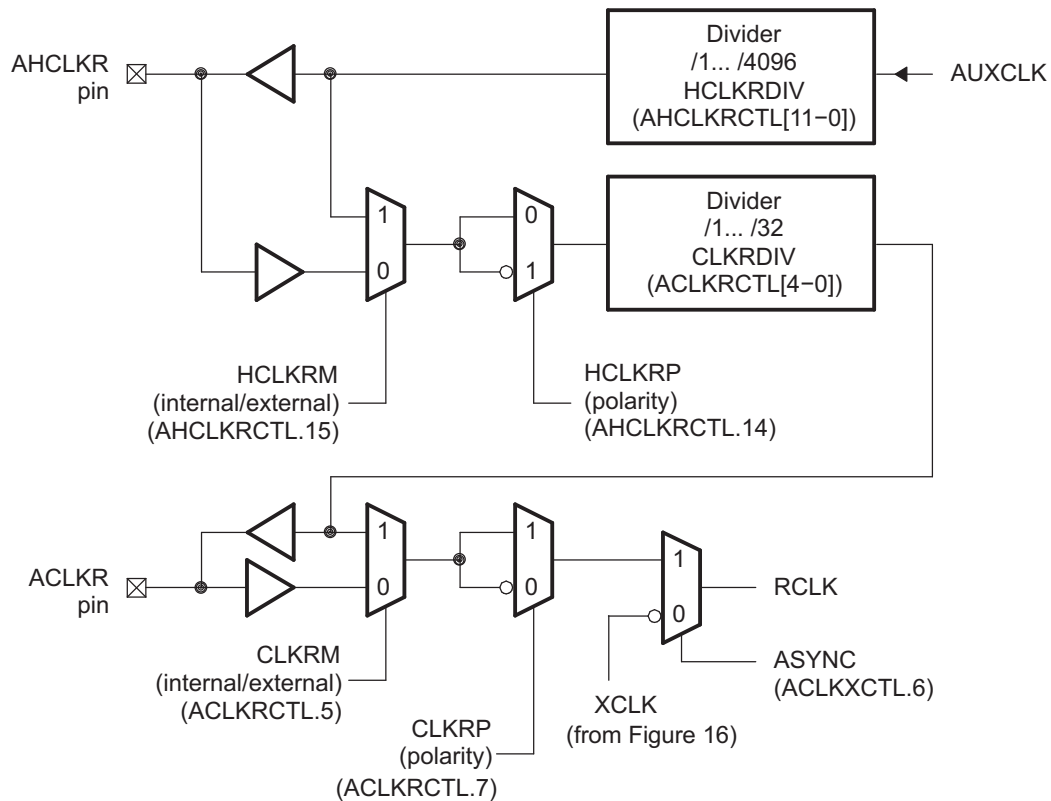 AHCLKR
pin
Divider
/1... /4096
HCLKRDIV
(AHCLKRCTL[11−0])
AUXCLK
1
0
0
1
Divider
/1... /32
CLKRDIV
(ACLKRCTL[4−0])
HCLKRM
(internal/external)
(AHCLKRCTL.15)
HCLKRP
(polarity)
(AHCLKRCTL.14)
ACLKR
pin
1
0
1
0
1
0
RCLK
CLKRM
(internal/external)
(ACLKRCTL.5)
CLKRP
(polarity)
(ACLKRCTL.7)
XCLK
(from Figure 16)
ASYNC
(ACLKXCTL.6)